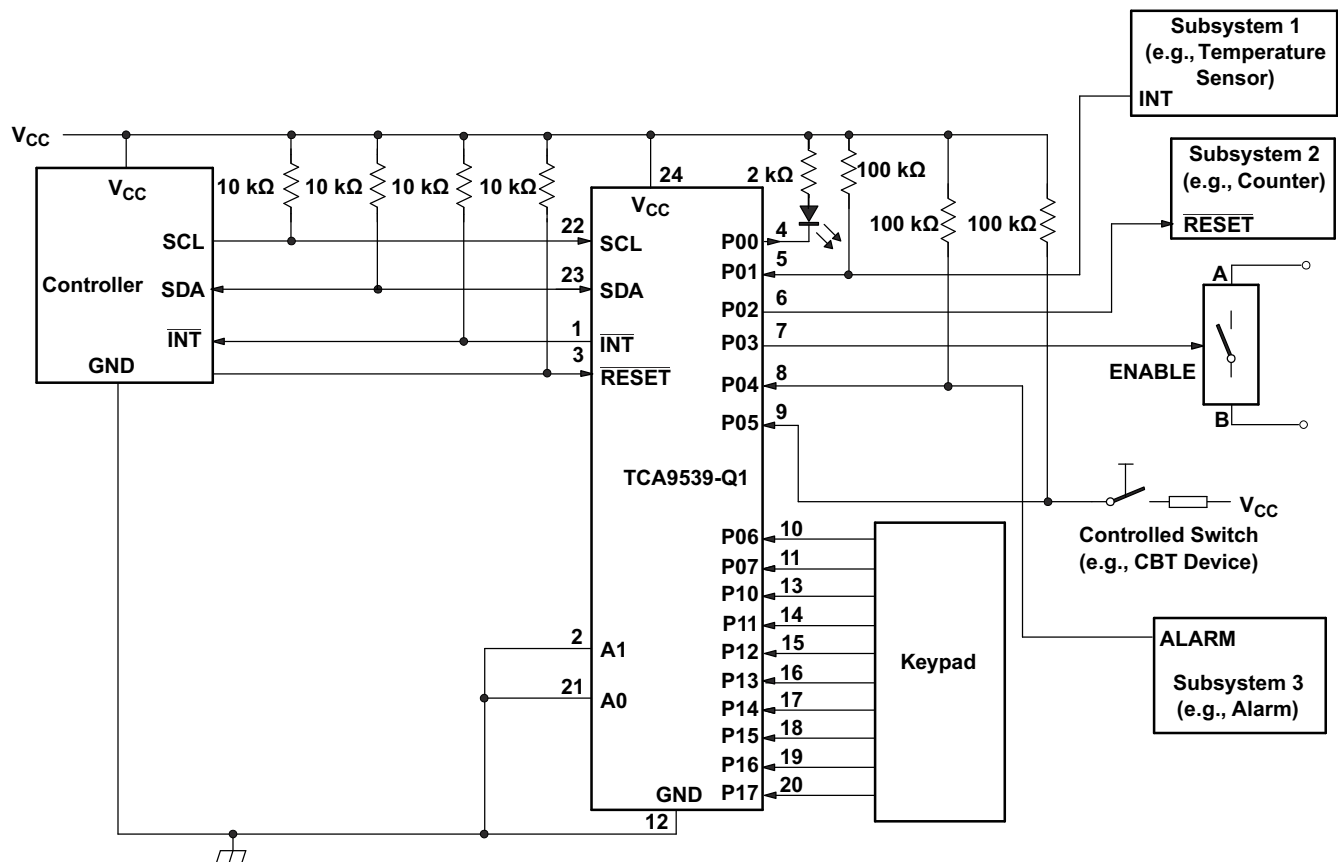 Subsystem 1
(e.g., Temperature
Sensor)
INT
VCC
Subsystem 2
(e.g., Counter)
RESET
VCC
10 kΩ
10 kΩ
10 kΩ
10 kΩ
24
2 kΩ
100 kΩ
100 kΩ
100 kΩ
VCC
Controller
SCL
SDA
INT
GND
22
23
1
3
SCL
SDA
INT
RESET
P00
4
P01
5
P02
6
P03
7
P04
8
P05
9
A
ENABLE
B
TCA9539-Q1
VCC
Controlled Switch
(e.g., CBT Device)
P06
10
P07
11
P10
13
P11
14
P12
15
P13
16
P14
17
P15
18
P16
19
P17
20
Keypad
ALARM
Subsystem 3
(e.g., Alarm)
2
A1
21
A0
GND
12